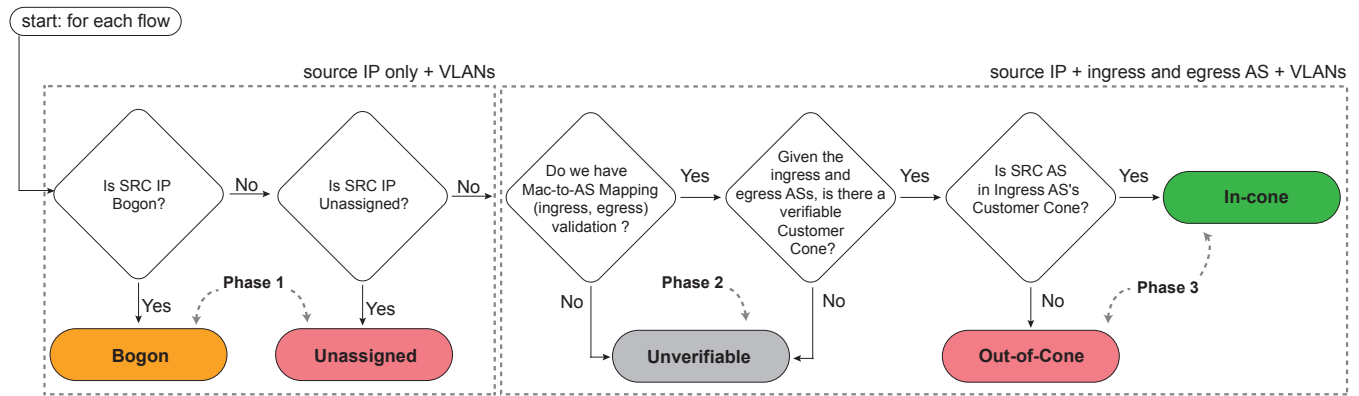 start: for each flow
source IP only + VLANs
source IP + ingress and egress AS + VLANs
Is SRC IP
Bogon?
No
Is SRC IP
Unassigned?
No
Do we have
Mac-to-AS Mapping
(ingress, egress)
validation ?
Yes
Given the
ingress and
egress ASs, is there a
verifiable
Customer
Cone?
Yes
Is SRC AS
in Ingress AS's
Customer Cone?
Yes
In-cone
Yes
Phase 1
Yes
No
Phase 2
No
No
Phase 3
Bogon
Unassigned
Unverifiable
Out-of-Cone